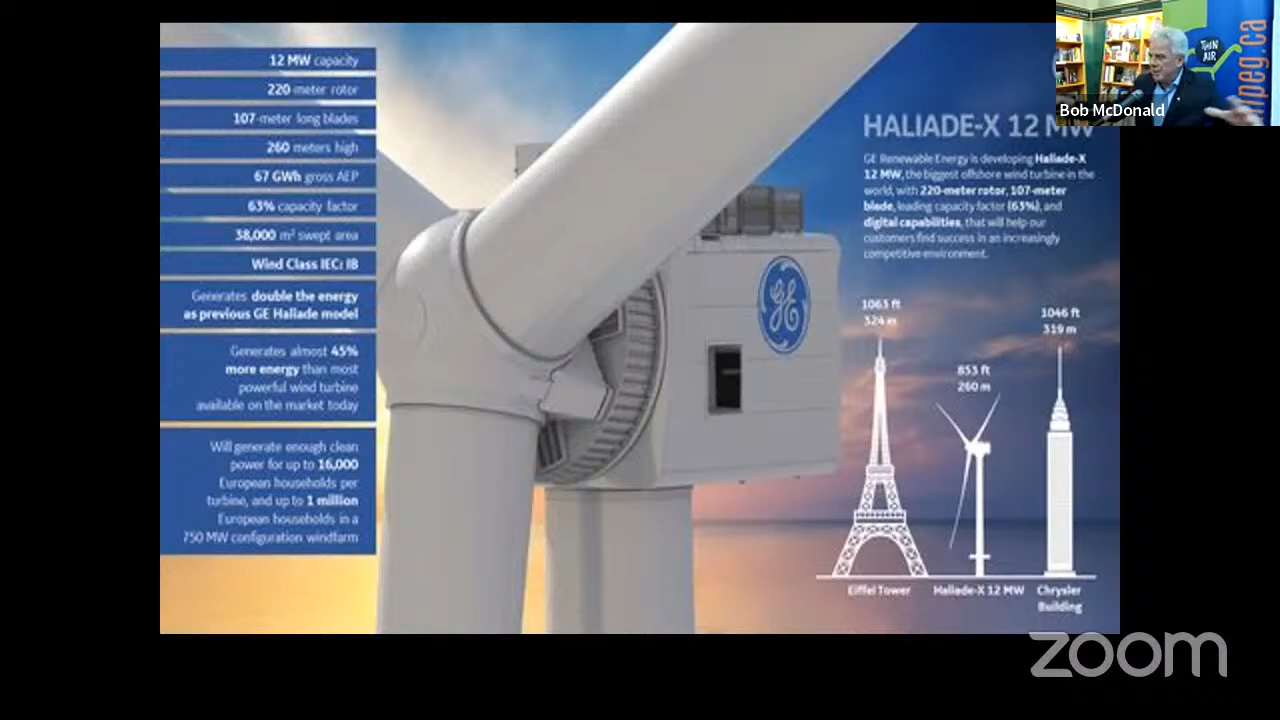 12 MW capacity
220-meter rotor
107-meter long blades
260 meters high
67 GWh gross AEP
63% capacity factor
38,000 m² swept area
Wind Class IEC: IB
Generates double the energy
as previous GE Haliade model
Generates almost 45%
more energy than most
powerful wind turbine
available on the market today
Will generate enough clean
power for up to 16,000
European households per
turbine, and up to 1 million
European households in a
750 MW configuration windfarm
GE
HALIADE-X 12 MW
GE Renewable Energy is developing Haliade-X
12 MW, the biggest offshore wind turbine in the
world, with 220-meter rotor, 107-meter
blade, leading capacity factor (63%), and
digital capabilities, that will help our
customers find success in an increasingly
competitive environment.
1063 ft
324 m
853 ft
260 m
1046 ft
319 m
Eiffel Tower
Haliade-X 12 MW
Chrysler
Building
THIN
AIR
ipeg.ca
Bob McDonald
zoom